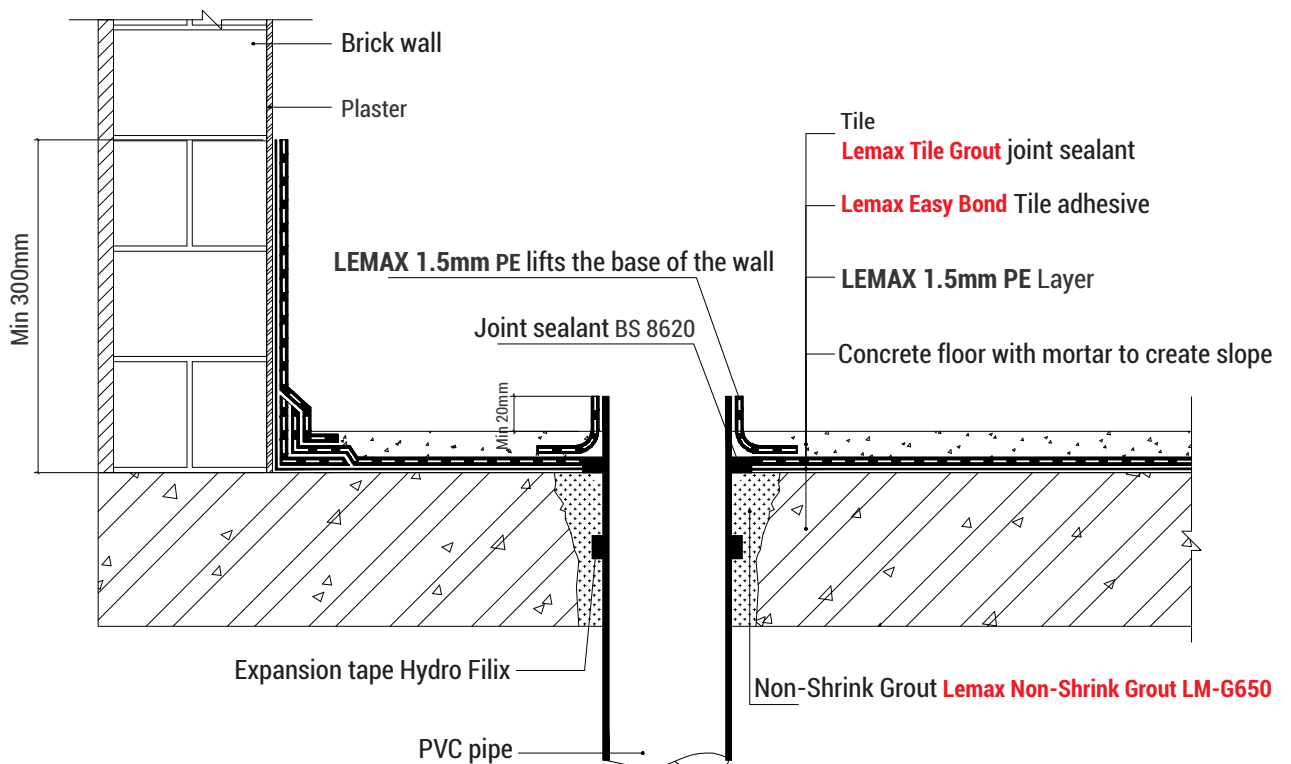 Brick wall
Plaster
Tile
Lemax Tile Grout joint sealant
Lemax Easy Bond Tile adhesive
LEMAX 1.5mm PE lifts the base of the wall
LEMAX 1.5mm PE Layer
Joint sealant BS 8620
Concrete floor with mortar to create slope
Min 300mm
Min 20mm
Expansion tape Hydro Filix
Non-Shrink Grout Lemax Non-Shrink Grout LM-G650
PVC pipe